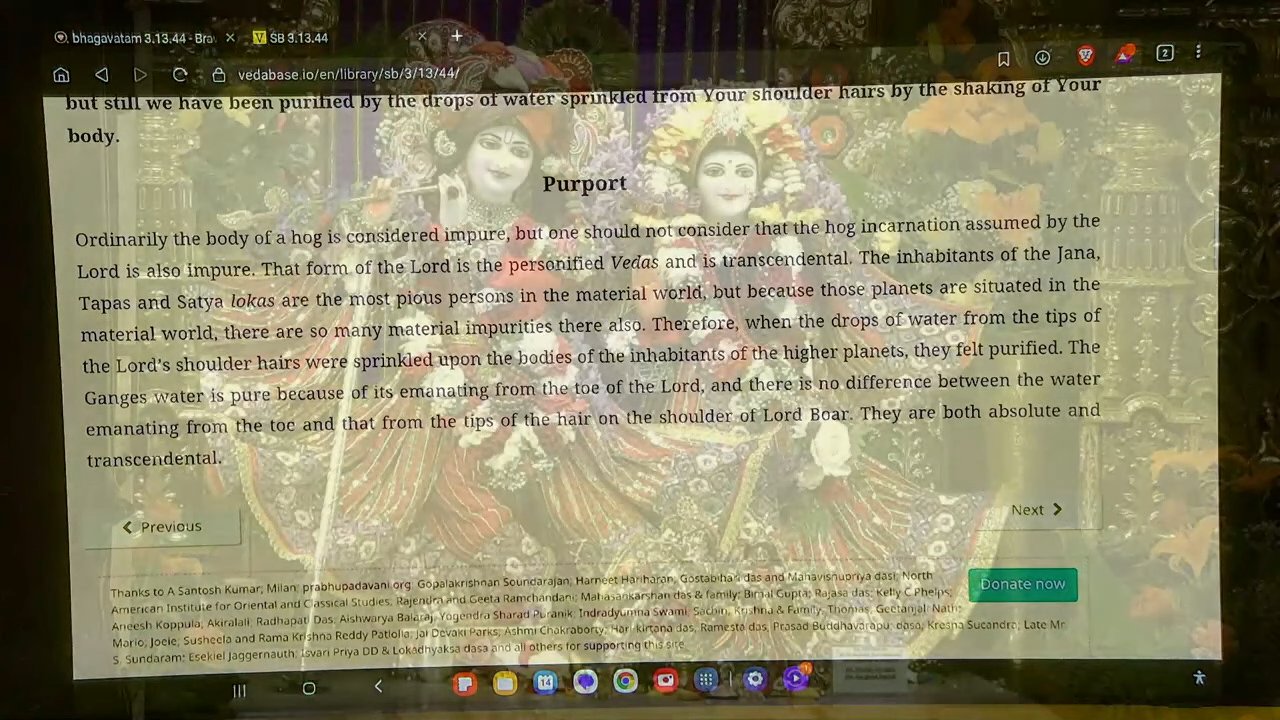 bhagavatam 3.13.44 - Bra
SB 3.13.44
vedabase.io/en/library/sb/3/13/44/
2
but still we have been purified by the drops of water sprinkled from Your shoulder hairs by the shaking of Your
body.
Purport
Ordinarily the body of a hog is considered impure, but one should not consider that the hog incarnation assumed by the
Lord is also impure. That form of the Lord is the personified Vedas and is transcendental. The inhabitants of the Jana,
Tapas and Satya lokas are the most pious persons in the material world, but because those planets are situated in the
material world, there are so many material impurities there also. Therefore, when the drops of water from the tips of
the Lord's shoulder hairs were sprinkled upon the bodies of the inhabitants of the higher planets, they felt purified. The
Ganges water is pure because of its emanating from the toe of the Lord, and there is no difference between the water
emanating from the toe and that from the tips of the hair on the shoulder of Lord Boar. They are both absolute and
transcendental.
Previous
Next
Thanks to A Santosh Kumar; Milan; prabhupadavani.org; Gopalakrishnan Soundarajan; Harneet Hariharan; Gostabihari das and Mahavishnupriya dasi; North
American Institute for Oriental and Classical Studies; Rajendra and Geeta Ramchandani; Mahasankarshan das & family; Bimal Gupta; Rajasa das; Kelly C Phelps;
Aneesh Koppula; Akiralali; Radhapati Das; Aishwarya Balaraj; Yogendra Sharad Puranik; Indradyumna Swami; Sachin, Krishna & Family; Thomas; Geetanjali Nath;
Mario; Joeie; Susheela and Rama Krishna Reddy Patlolla; Jai Devaki Parks; Ashmi Chakraborty; Hari-kirtana das; Ramesta das; Prasad Buddhavarapu; dasa; Kresna Sucandra; Late Mr.
S. Sundaram; Esekiel Jaggernauth; Isvari Priya DD & Lokadhyaksa dasa and all others for supporting this site.
Donate now
14